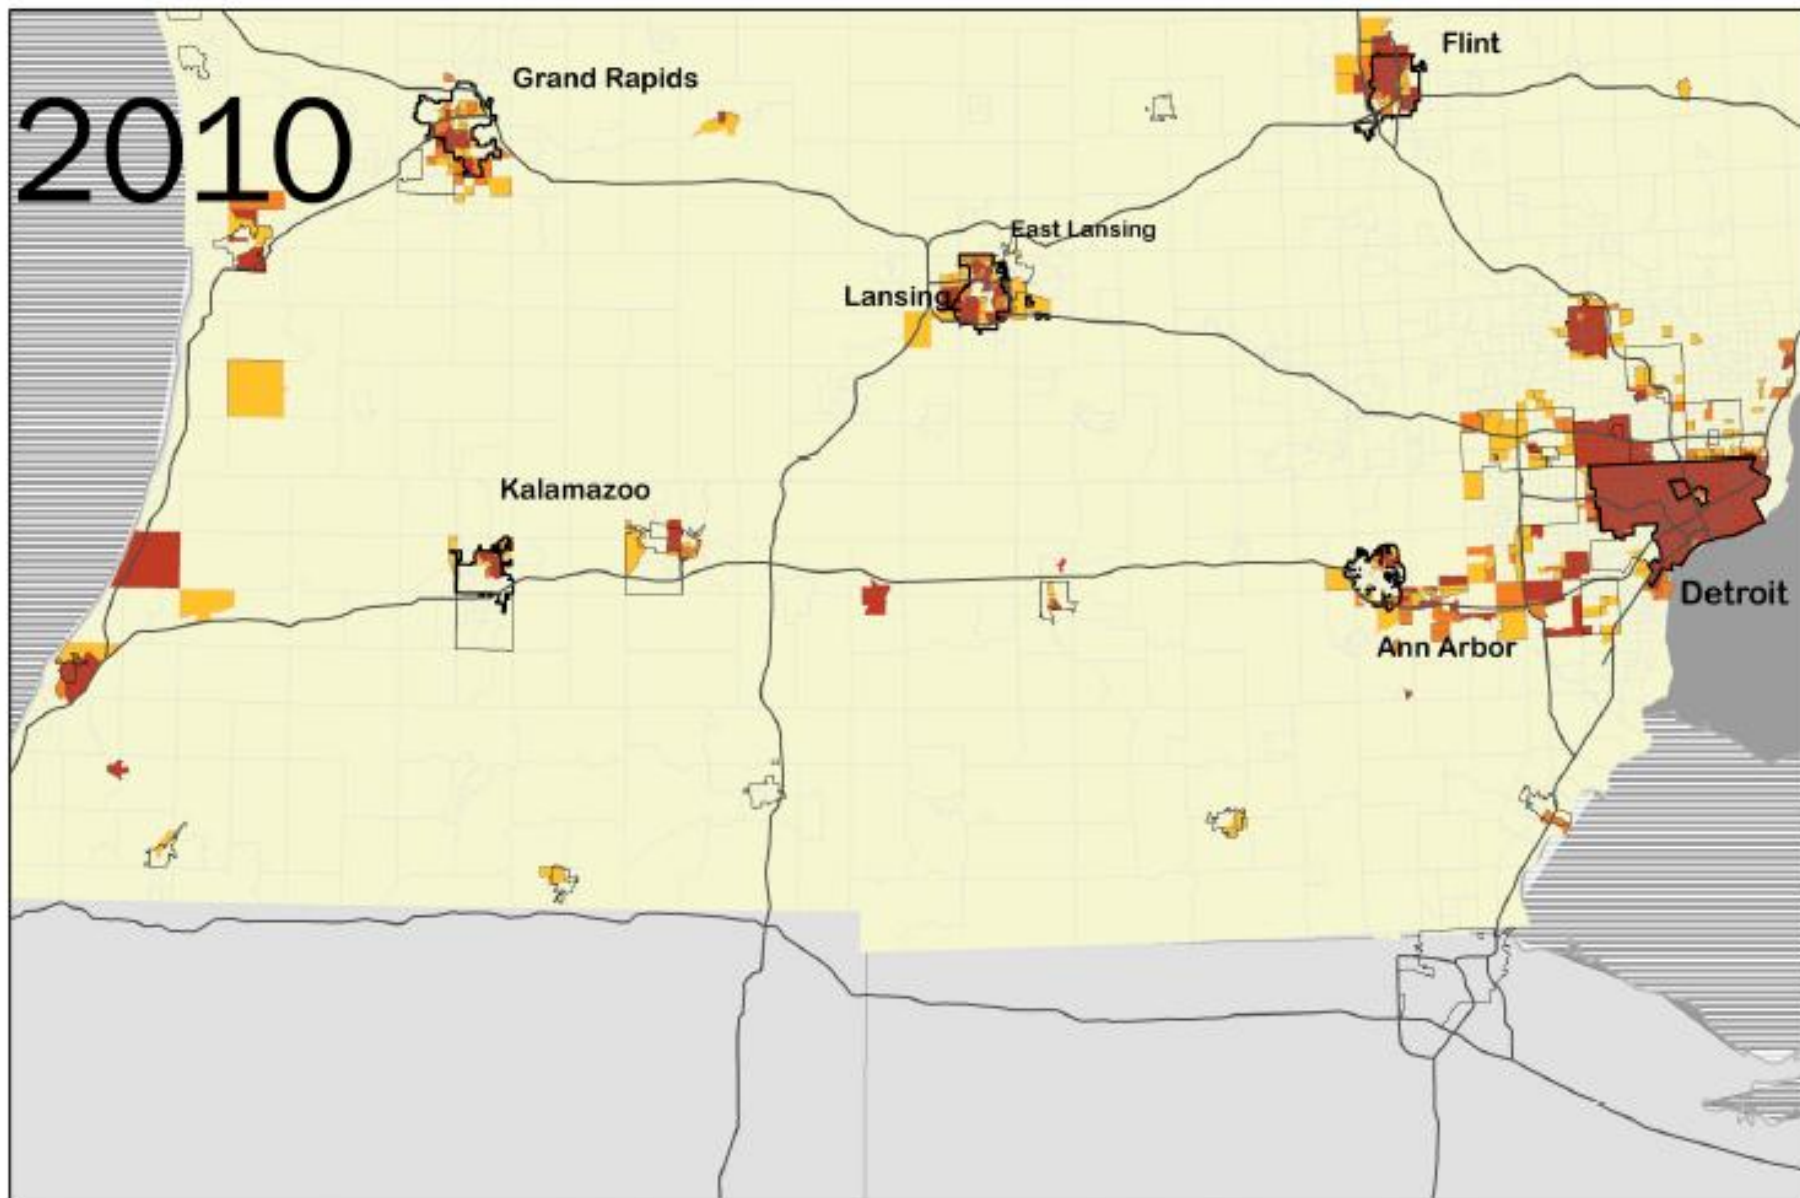 2010
Grand Rapids
Flint
East Lansing
Lansing
Kalamazoo
Detroit
Ann Arbor